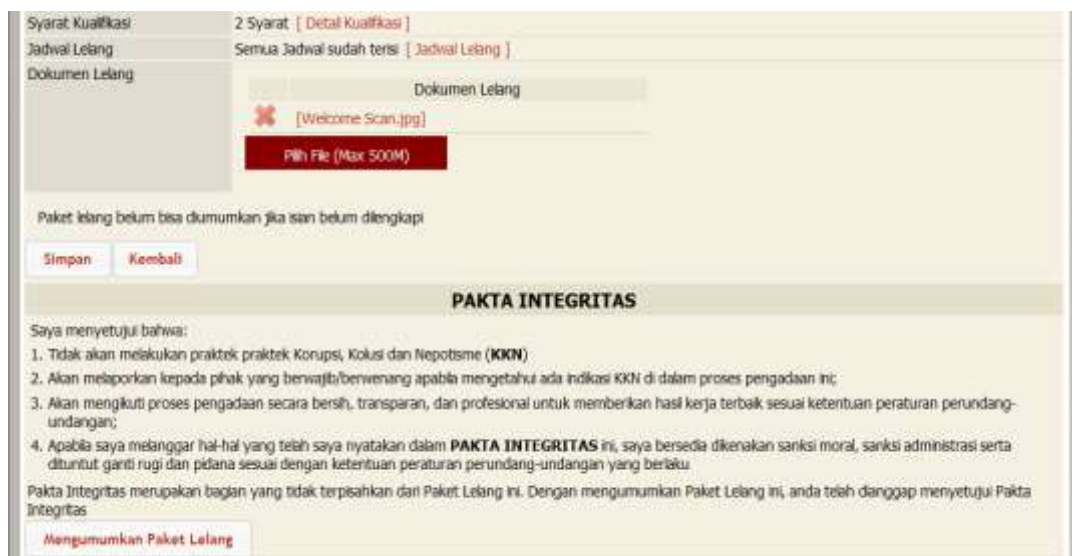 Syarat Kualifikasi 2 Syarat [ Detail Kualifikasi ]
Jadwal Lelang Semua Jadwal sudah terisi [ Jadwal Lelang ]
Dokumen Lelang
Dokumen Lelang
[Welcome Scan.jpg]
Pilih File (Max 500M)
Paket lelang belum bisa diumumkan jika isian belum dilengkapi
Simpan Kembali
PAKTA INTEGRITAS
Saya menyetujui bahwa:
1. Tidak akan melakukan praktek praktek Korupsi, Kolusi dan Nepotisme (KKN)
2. Akan melaporkan kepada pihak yang berwajib/berwenang apabila mengetahui ada indikasi KKN di dalam proses pengadaan ini;
3. Akan mengikuti proses pengadaan secara bersih, transparan, dan profesional untuk memberikan hasil kerja terbaik sesuai ketentuan peraturan perundang-
undangan;
4. Apabila saya melanggar hal-hal yang telah saya nyatakan dalam PAKTA INTEGRITAS ini, saya bersedia dikenakan sanksi moral, sanksi administrasi serta
dituntut ganti rugi dan pidana sesuai dengan ketentuan peraturan perundang-undangan yang berlaku
Pakta Integritas merupakan bagian yang tidak terpisahkan dari Paket Lelang ini. Dengan mengumumkan Paket Lelang ini, anda telah dianggap menyetujui Pakta
Integritas
Mengumumkan Paket Lelang